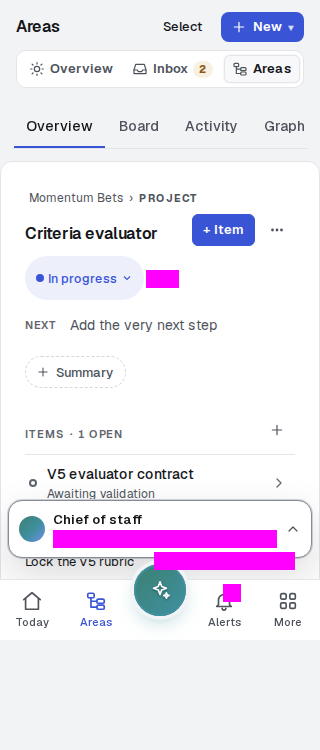 Areas
Select
+ New ▾
Overview
Inbox 2
Areas
Overview
Board
Activity
Graph
Momentum Bets › PROJECT
Criteria evaluator
+ Item
···
In progress
NEXT Add the very next step
+ Summary
ITEMS · 1 OPEN
+
V5 evaluator contract
Awaiting validation
Chief of staff
Lock the V5 rubric
Today
Areas
Alerts
More